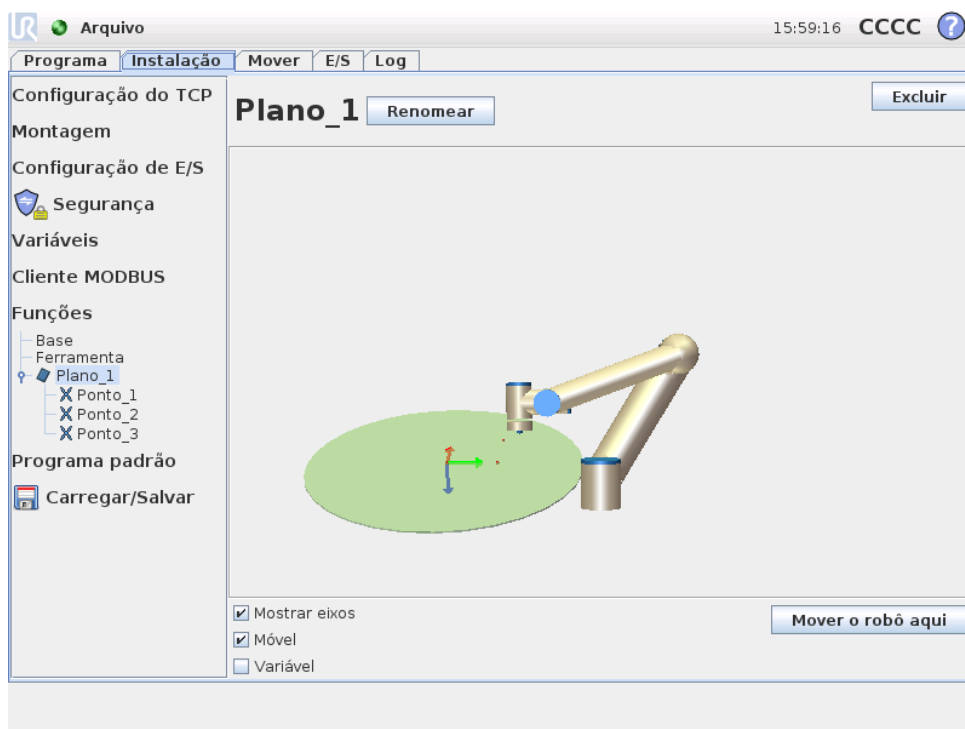 UR Arquivo 15:59:16 CCCC ?
Programa Instalação Mover E/S Log
Configuração do TCP
Montagem
Configuração de E/S
Segurança
Variáveis
Cliente MODBUS
Funções
Base
Ferramenta
Plano_1
Ponto_1
Ponto_2
Ponto_3
Programa padrão
Carregar/Salvar
Plano_1 Renomear Excluir
Mostrar eixos
Móvel
Variável
Mover o robô aqui